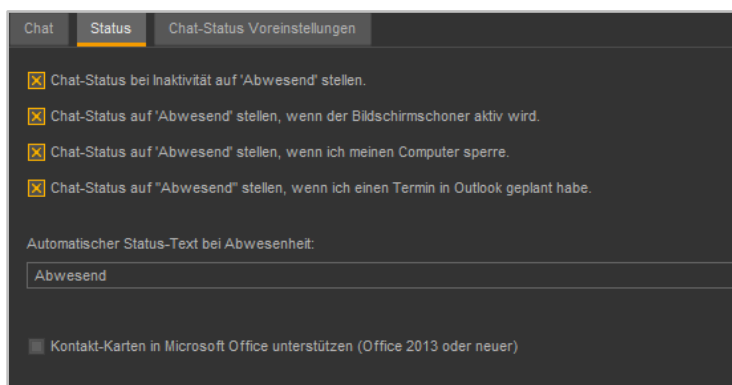 Chat Status Chat-Status Voreinstellungen
Chat-Status bei Inaktivität auf 'Abwesend' stellen.
Chat-Status auf 'Abwesend' stellen, wenn der Bildschirmschoner aktiv wird.
Chat-Status auf 'Abwesend' stellen, wenn ich meinen Computer sperre.
Chat-Status auf "Abwesend" stellen, wenn ich einen Termin in Outlook geplant habe.
Automatischer Status-Text bei Abwesenheit:
Abwesend
Kontakt-Karten in Microsoft Office unterstützen (Office 2013 oder neuer)